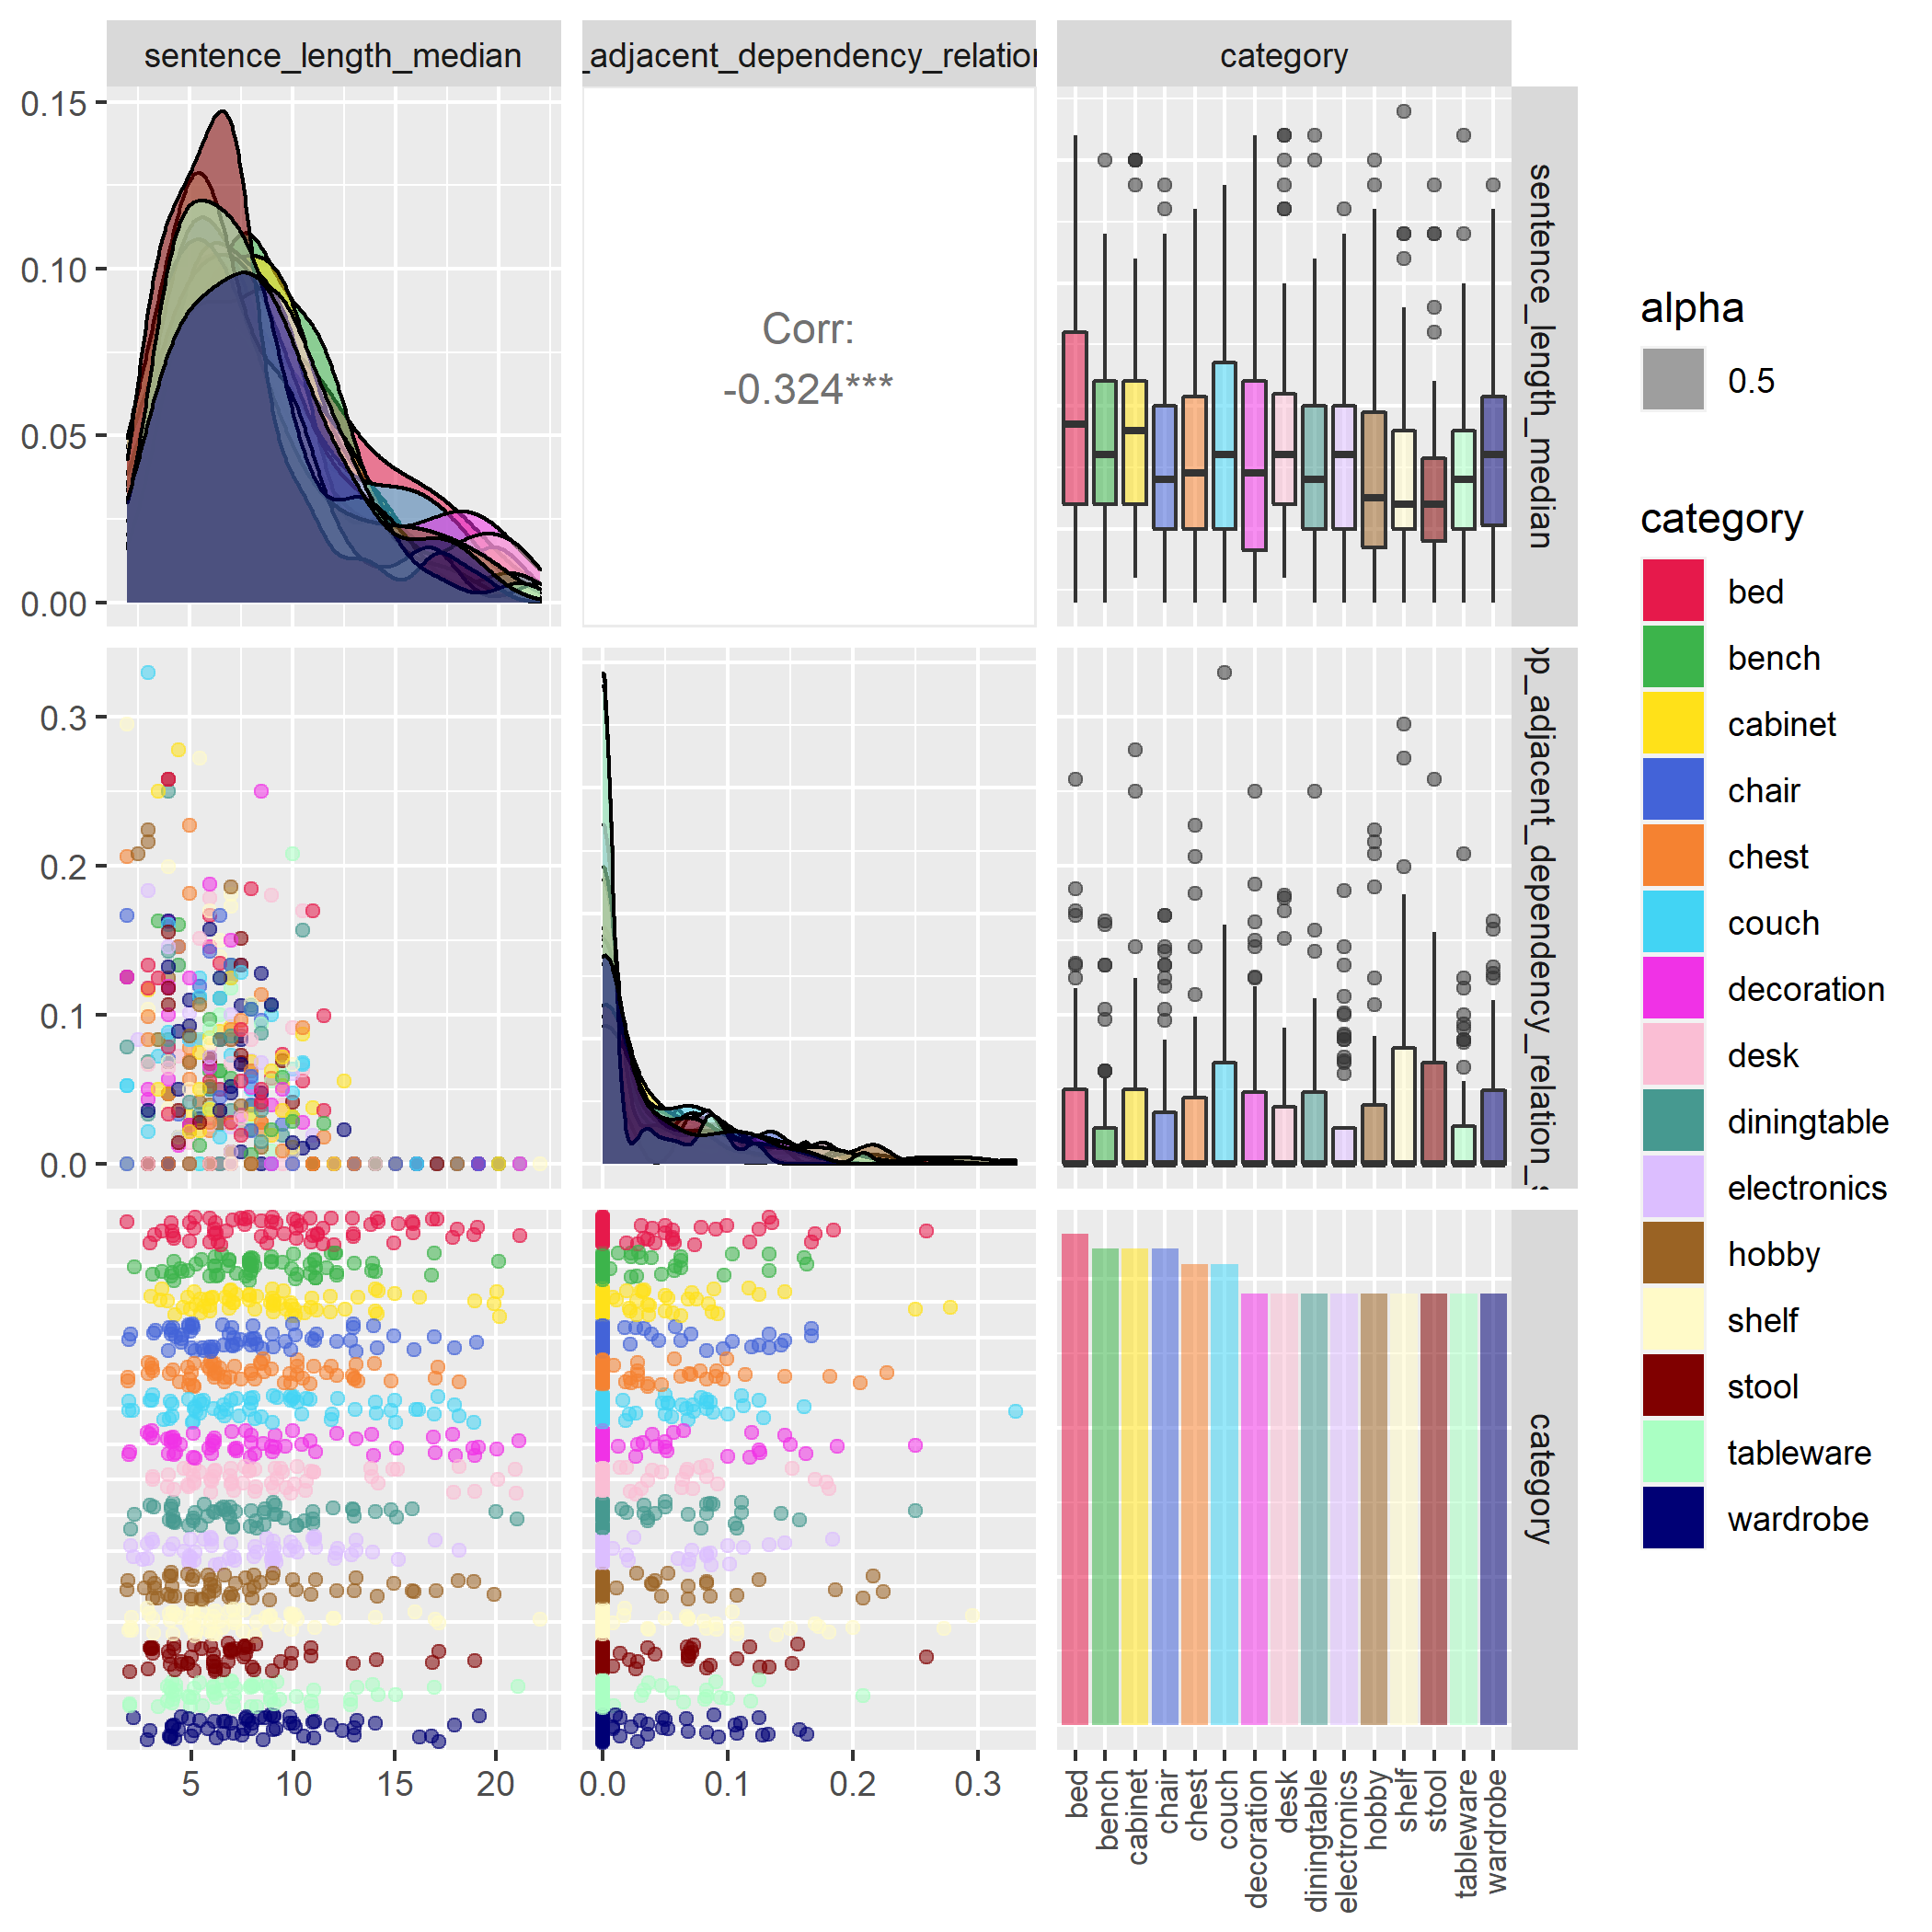 sentence_length_median
_adjacent_dependency_relation
category
0.15
0.10
0.05
0.00
Corr:
-0.324***
sentence_length_median
0.3
0.2
0.1
0.0
pp_adjacent_dependency_relation_s
category
5
10
15
20
0.0
0.1
0.2
0.3
bed
bench
cabinet
chair
chest
couch
decoration
desk
diningtable
electronics
hobby
shelf
stool
tableware
wardrobe
alpha
0.5
category
bed
bench
cabinet
chair
chest
couch
decoration
desk
diningtable
electronics
hobby
shelf
stool
tableware
wardrobe